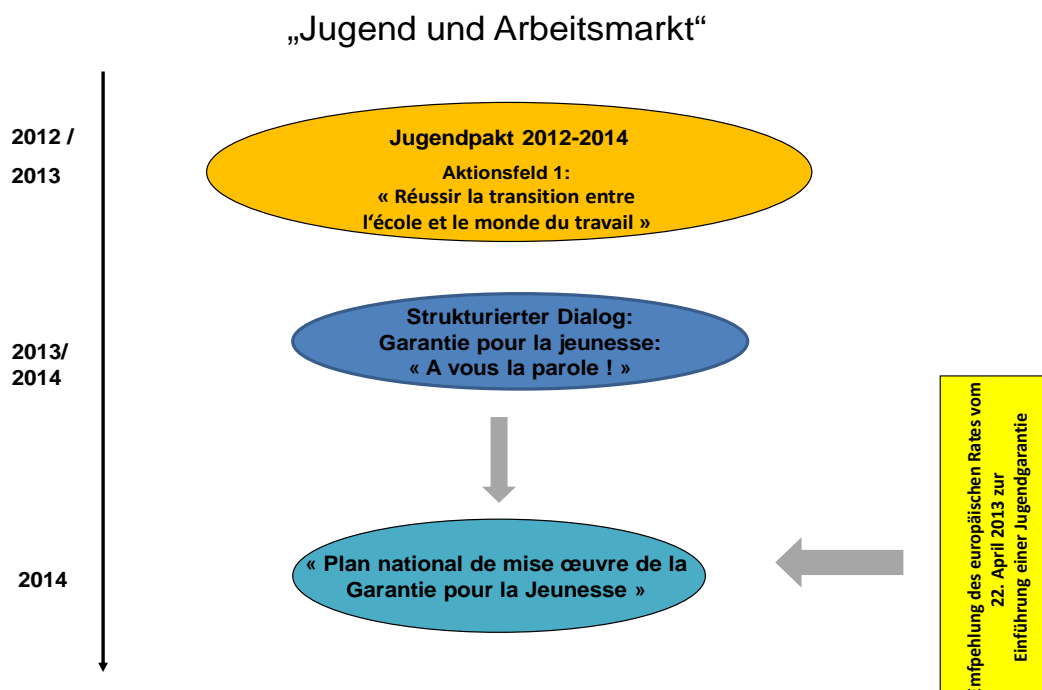 „Jugend und Arbeitsmarkt“
2012 /
2013
Jugendpakt 2012-2014
Aktionsfeld 1:
« Réussir la transition entre
l‘école et le monde du travail »
2013/
2014
Strukturierter Dialog:
Garantie pour la jeunesse:
« A vous la parole ! »
2014
« Plan national de mise œuvre de la
Garantie pour la Jeunesse »
des europäischen Rates vom
22. April 2013 zur
Einführung einer Jugendgarantie